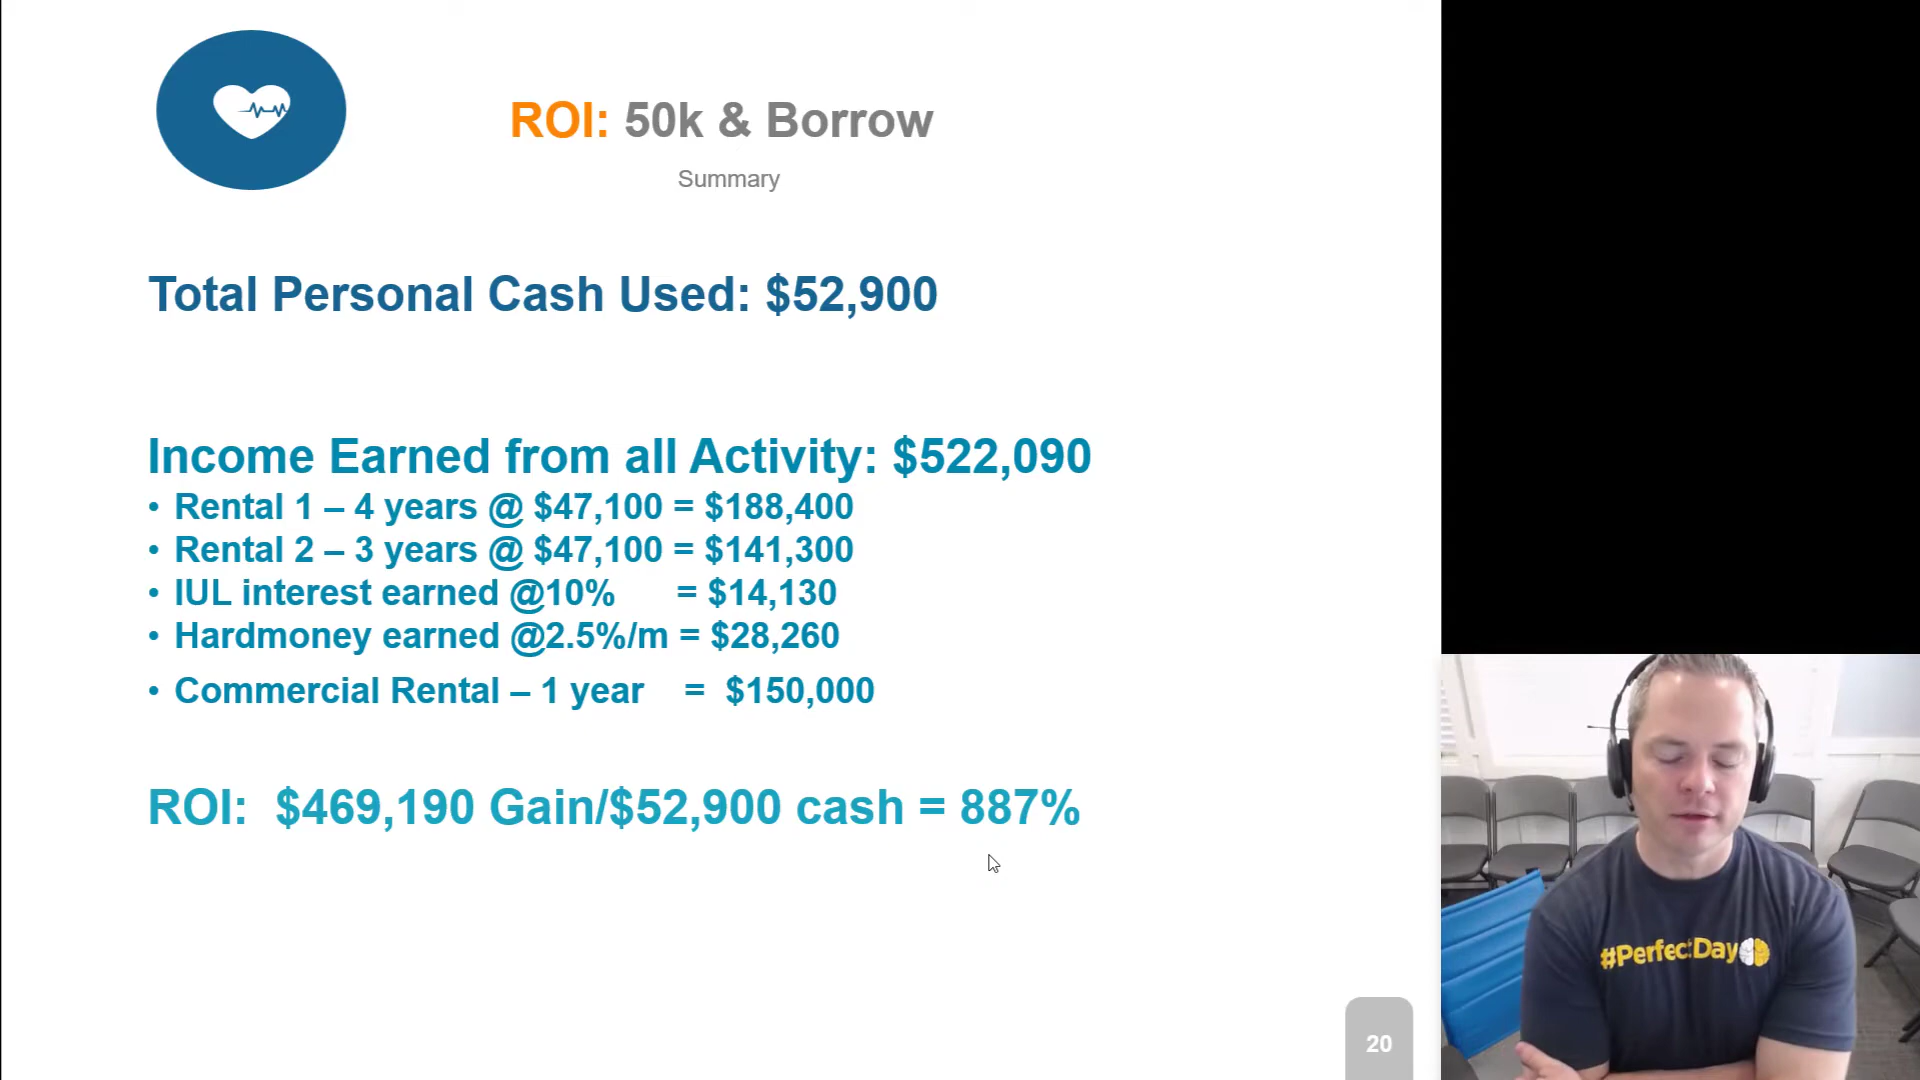 ROI: 50k & Borrow
Summary
Total Personal Cash Used: $52,900
Income Earned from all Activity: $522,090
• Rental 1 – 4 years @ $47,100 = $188,400
• Rental 2 – 3 years @ $47,100 = $141,300
• IUL interest earned @10% = $14,130
• Hardmoney earned @2.5%/m = $28,260
• Commercial Rental – 1 year = $150,000
ROI: $469,190 Gain/$52,900 cash = 887%
#PerfectDay
20